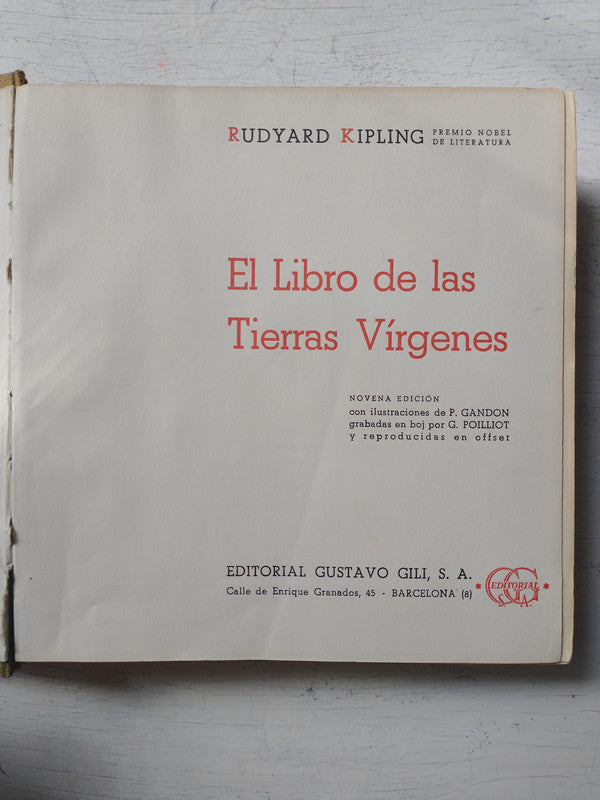 RUDYARD KIPLING PREMIO NOBEL
DE LITERATURA
El Libro de las
Tierras Vírgenes
NOVENA EDICIÓN
con ilustraciones de P. GANDON
grabadas en boj por G. POILLIOT
y reproducidas en offset
EDITORIAL GUSTAVO GILI, S. A.
Calle de Enrique Granados, 45 - BARCELONA (8)
* EDITORIAL *
S. A.